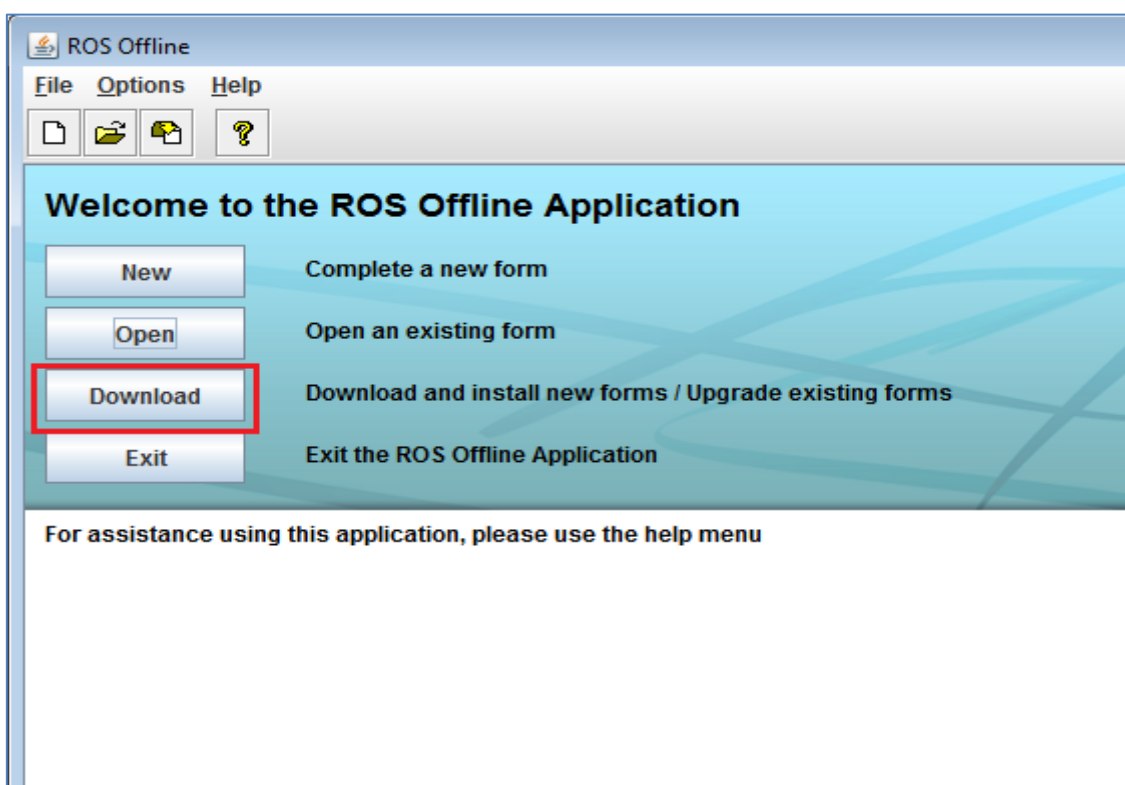 ROS Offline
File Options Help
Welcome to the ROS Offline Application
New Complete a new form
Open Open an existing form
Download Download and install new forms / Upgrade existing forms
Exit Exit the ROS Offline Application
For assistance using this application, please use the help menu